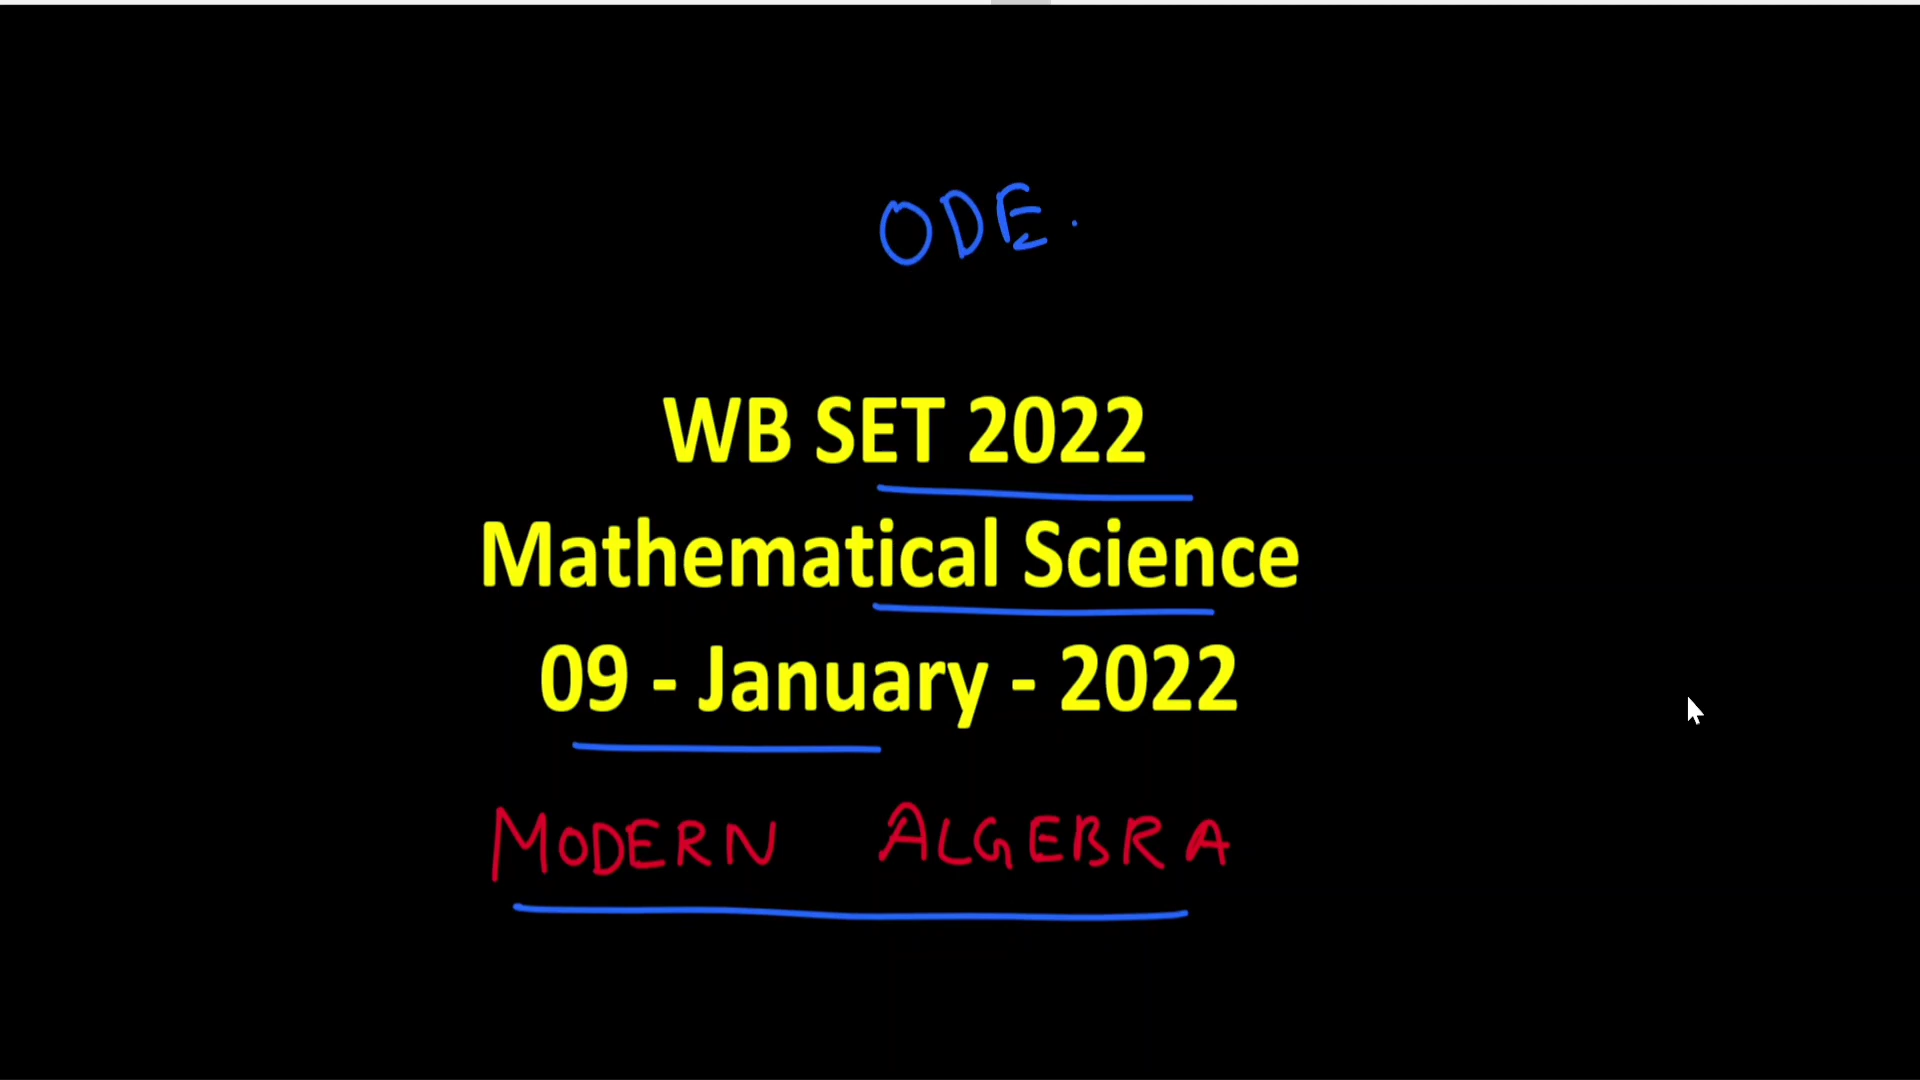 ODE.
WB SET 2022
Mathematical Science
09 - January - 2022
MODERN ALGEBRA